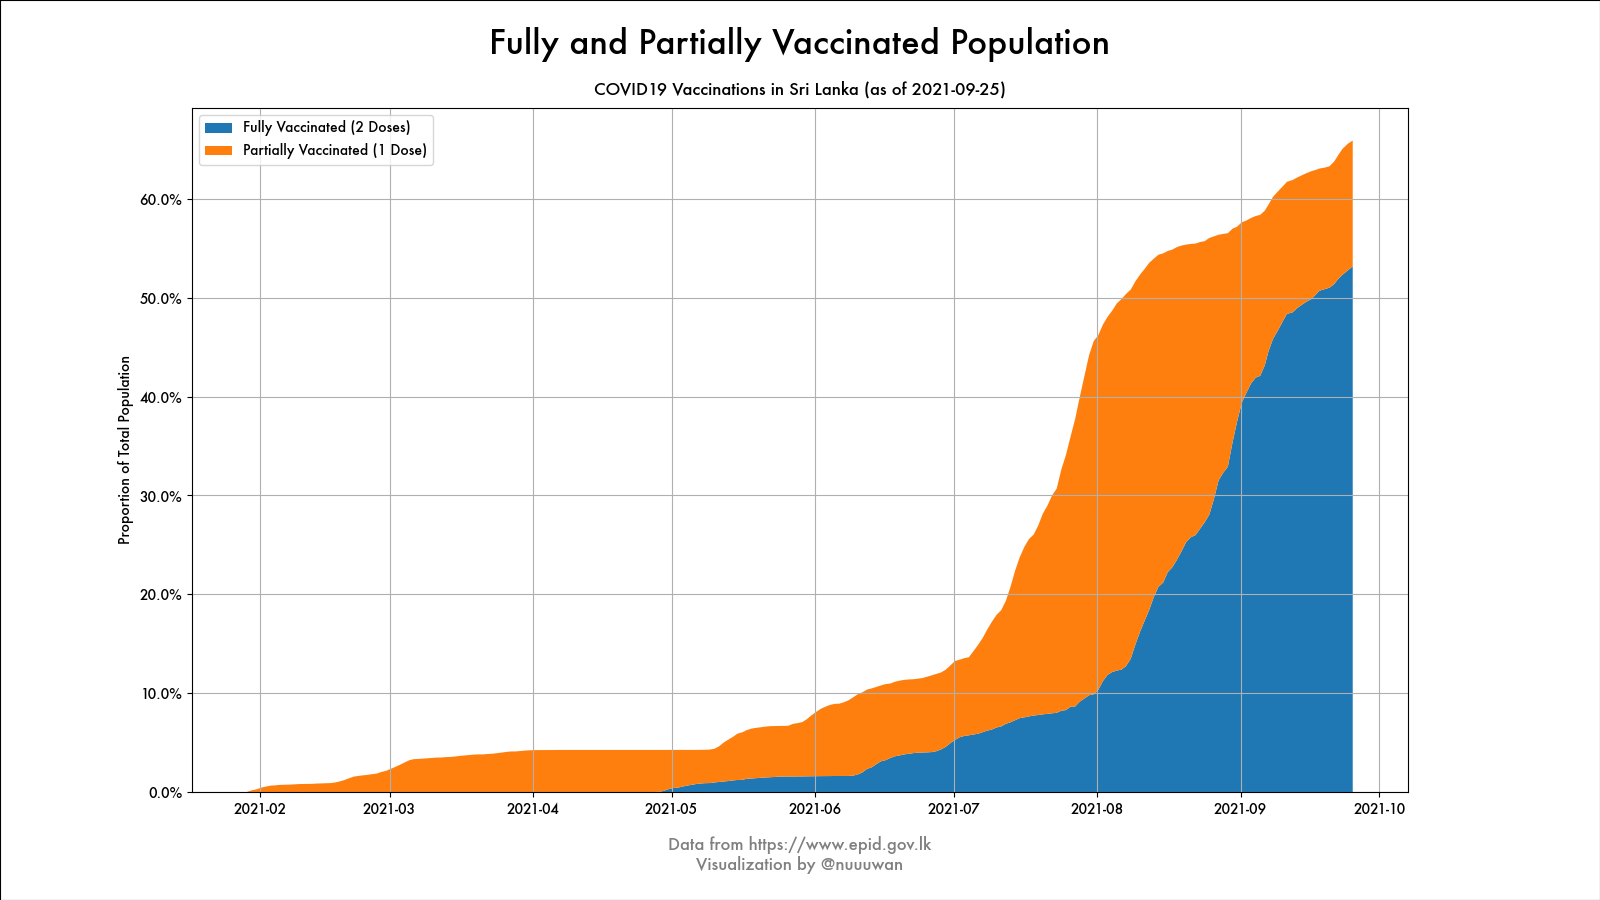 Fully and Partially Vaccinated Population
COVID19 Vaccinations in Sri Lanka (as of 2021-09-25)
Fully Vaccinated (2 Doses)
Partially Vaccinated (1 Dose)
Proportion of Total Population
60.0%
50.0%
40.0%
30.0%
20.0%
10.0%
0.0%
2021-02 2021-03 2021-04 2021-05 2021-06 2021-07 2021-08 2021-09 2021-10
Data from https://www.epid.gov.lk
Visualization by @nuuuwan